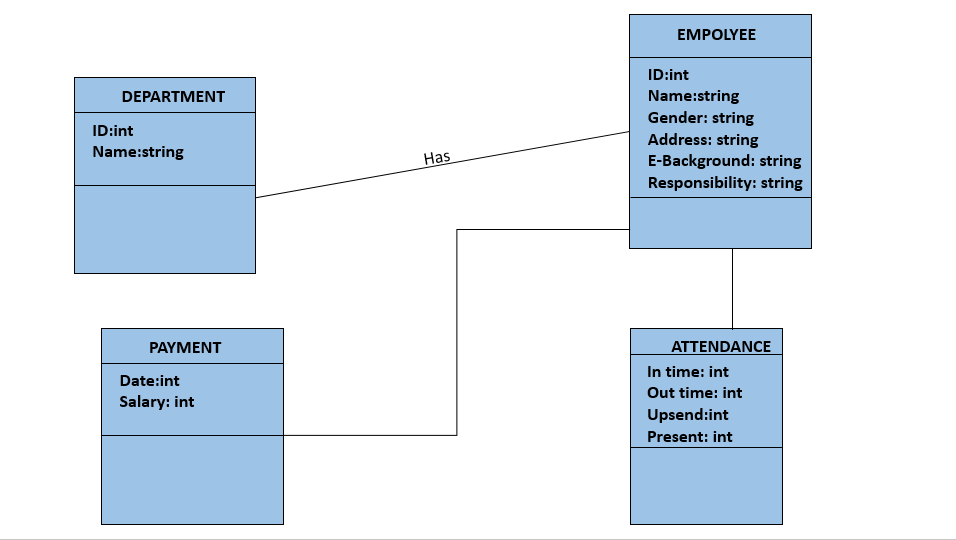 EMPOLYEE
ID:int
Name:string
Gender: string
Address: string
E-Background: string
Responsibility: string
DEPARTMENT
ID:int
Name:string
Has
PAYMENT
Date:int
Salary: int
ATTENDANCE
In time: int
Out time: int
Upsend:int
Present: int